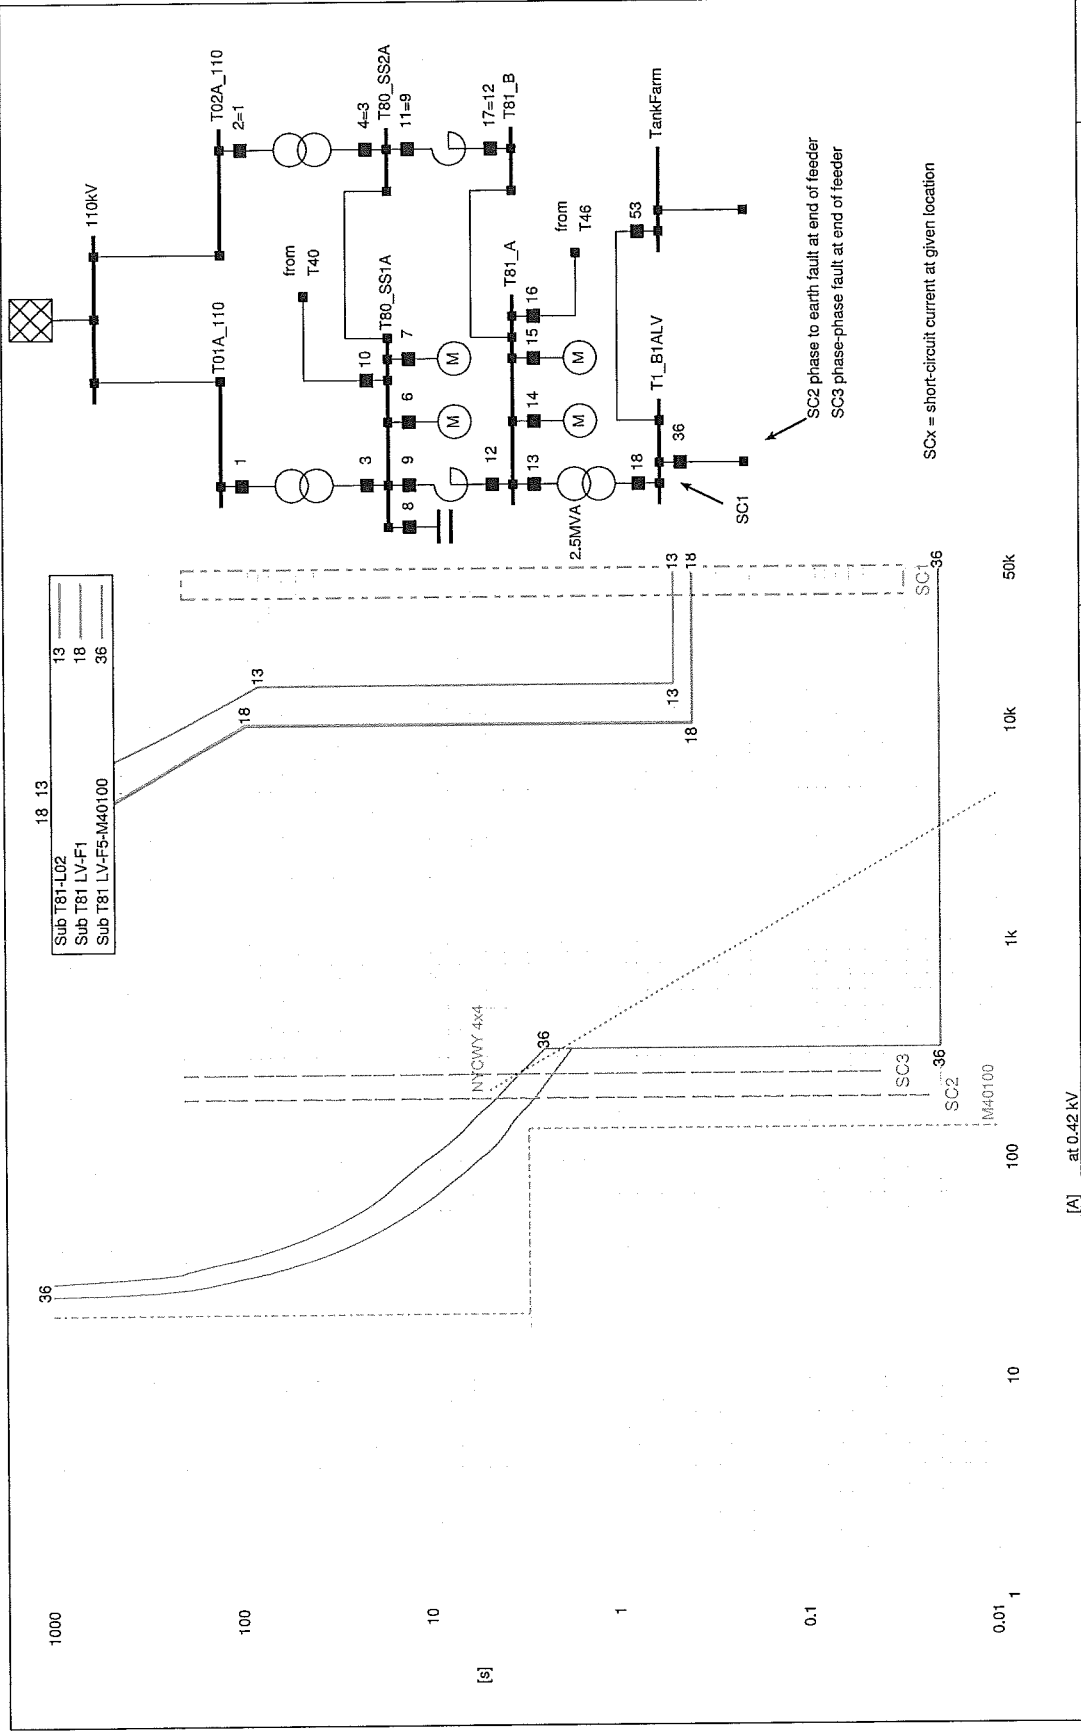 18 13
Sub T81-L02 13
Sub T81 LV-F1 18
Sub T81 LV-F5-M40100 36
1000
100
10
1
0.1
0.01
[s]
1
10
100
1k
10k
50k
[A] at 0.42 kV
36
18
13
36
NYCWY 4x4
13
18
13
18
36
36
SC1
SC2
SC3
M40100
110kV
T01A_110
T02A_110
1
2=1
from
T40
3
4=3
T80_SS1A
T80_SS2A
8
9
6
10
7
11=9
M
M
12
17=12
T81_A
T81_B
13
14
15
16
from
T46
M
M
2.5MVA
18
T1_B1ALV
36
53
TankFarm
SC1
SC2 phase to earth fault at end of feeder
SC3 phase-phase fault at end of feeder
SCx = short-circuit current at given location